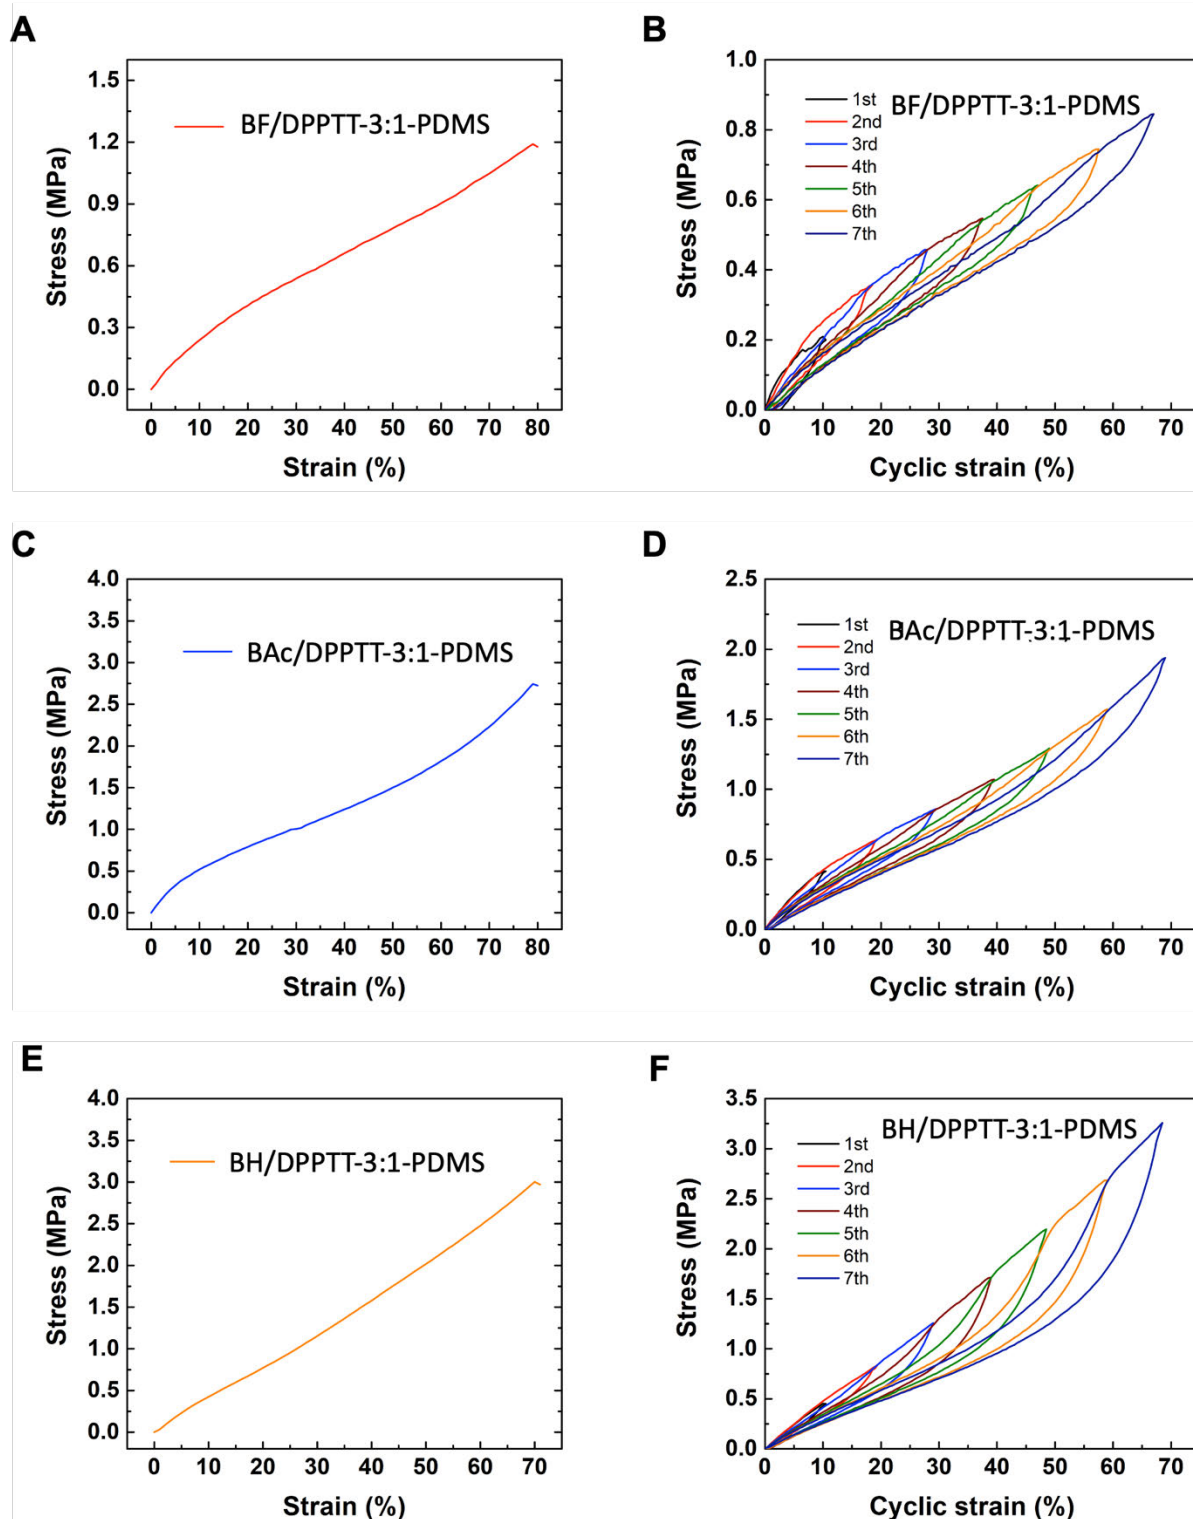 A
Stress (MPa)
1.5
1.2
0.9
0.6
0.3
0.0
BF/DPPTT-3:1-PDMS
0 10 20 30 40 50 60 70 80
Strain (%)
B
Stress (MPa)
1.0
0.8
0.6
0.4
0.2
0.0
BF/DPPTT-3:1-PDMS
1st
2nd
3rd
4th
5th
6th
7th
0 10 20 30 40 50 60 70
Cyclic strain (%)
C
Stress (MPa)
4.0
3.5
3.0
2.5
2.0
1.5
1.0
0.5
0.0
BAc/DPPTT-3:1-PDMS
0 10 20 30 40 50 60 70 80
Strain (%)
D
Stress (MPa)
2.5
2.0
1.5
1.0
0.5
0.0
BAc/DPPTT-3:1-PDMS
1st
2nd
3rd
4th
5th
6th
7th
0 10 20 30 40 50 60 70
Cyclic strain (%)
E
Stress (MPa)
4.0
3.5
3.0
2.5
2.0
1.5
1.0
0.5
0.0
BH/DPPTT-3:1-PDMS
0 10 20 30 40 50 60 70
Strain (%)
F
Stress (MPa)
3.5
3.0
2.5
2.0
1.5
1.0
0.5
0.0
BH/DPPTT-3:1-PDMS
1st
2nd
3rd
4th
5th
6th
7th
0 10 20 30 40 50 60 70
Cyclic strain (%)